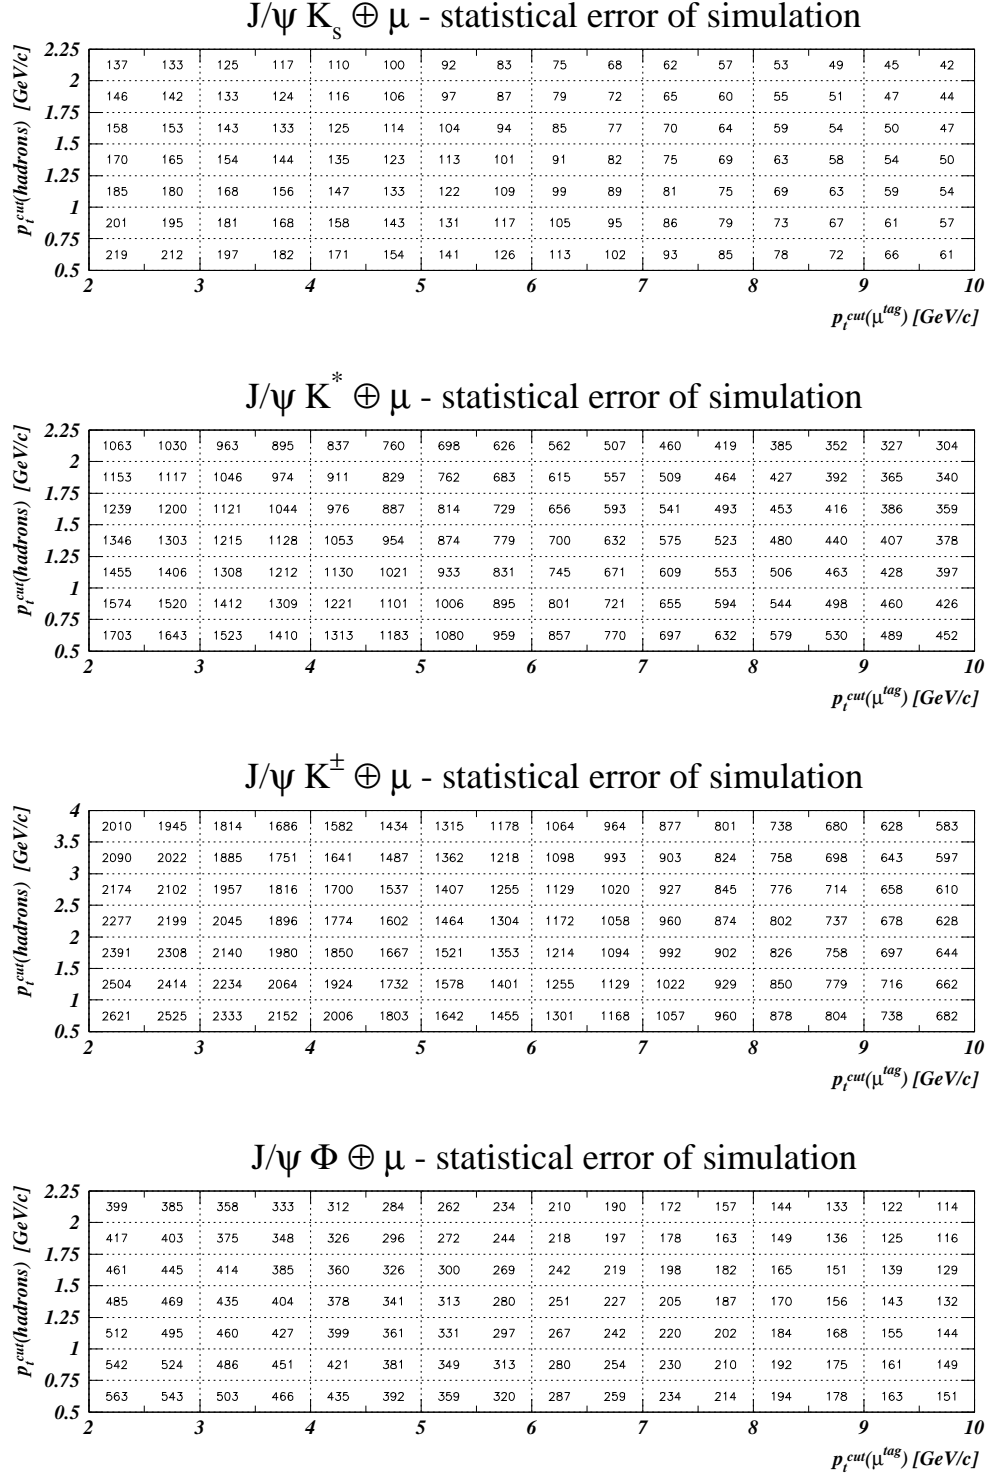 J/ψ Ks ⊕ μ - statistical error of simulation
pt^cut(hadrons) [GeV/c]
2.25
137 133 125 117 110 100 92 83 75 68 62 57 53 49 45 42
2
146 142 133 124 116 106 97 87 79 72 65 60 55 51 47 44
1.75
158 153 143 133 125 114 104 94 85 77 70 64 59 54 50 47
1.5
170 165 154 144 135 123 113 101 91 82 75 69 63 58 54 50
1.25
185 180 168 156 147 133 122 109 99 89 81 75 69 63 59 54
1
201 195 181 168 158 143 131 117 105 95 86 79 73 67 61 57
0.75
219 212 197 182 171 154 141 126 113 102 93 85 78 72 66 61
0.5
2 3 4 5 6 7 8 9 10
pt^cut(μ^tag) [GeV/c]
J/ψ K^* ⊕ μ - statistical error of simulation
pt^cut(hadrons) [GeV/c]
2.25
1063 1030 963 895 837 760 698 626 562 507 460 419 385 352 327 304
2
1153 1117 1046 974 911 829 762 683 615 557 509 464 427 392 365 340
1.75
1239 1200 1121 1044 976 887 814 729 656 593 541 493 453 416 386 359
1.5
1346 1303 1215 1128 1053 954 874 779 700 632 575 523 480 440 407 378
1.25
1455 1406 1308 1212 1130 1021 933 831 745 671 609 553 506 463 428 397
1
1574 1520 1412 1309 1221 1101 1006 895 801 721 655 594 544 498 460 426
0.75
1703 1643 1523 1410 1313 1183 1080 959 857 770 697 632 579 530 489 452
0.5
2 3 4 5 6 7 8 9 10
pt^cut(μ^tag) [GeV/c]
J/ψ K^± ⊕ μ - statistical error of simulation
pt^cut(hadrons) [GeV/c]
4
2010 1945 1814 1686 1582 1434 1315 1178 1064 964 877 801 738 680 628 583
3.5
2090 2022 1885 1751 1641 1487 1362 1218 1098 993 903 824 758 698 643 597
3
2174 2102 1957 1816 1700 1537 1407 1255 1129 1020 927 845 776 714 658 610
2.5
2277 2199 2045 1896 1774 1602 1464 1304 1172 1058 960 874 802 737 678 628
2
2391 2308 2140 1980 1850 1667 1521 1353 1214 1094 992 902 826 758 697 644
1.5
2504 2414 2234 2064 1924 1732 1578 1401 1255 1129 1022 929 850 779 716 662
1
2621 2525 2333 2152 2006 1803 1642 1455 1301 1168 1057 960 878 804 738 682
0.5
2 3 4 5 6 7 8 9 10
pt^cut(μ^tag) [GeV/c]
J/ψ Φ ⊕ μ - statistical error of simulation
pt^cut(hadrons) [GeV/c]
2.25
399 385 358 333 312 284 262 234 210 190 172 157 144 133 122 114
2
417 403 375 348 326 296 272 244 218 197 178 163 149 136 125 116
1.75
461 445 414 385 360 326 300 269 242 219 198 182 165 151 139 129
1.5
485 469 435 404 378 341 313 280 251 227 205 187 170 156 143 132
1.25
512 495 460 427 399 361 331 297 267 242 220 202 184 168 155 144
1
542 524 486 451 421 381 349 313 280 254 230 210 192 175 161 149
0.75
563 543 503 466 435 392 359 320 287 259 234 214 194 178 163 151
0.5
2 3 4 5 6 7 8 9 10
pt^cut(μ^tag) [GeV/c]